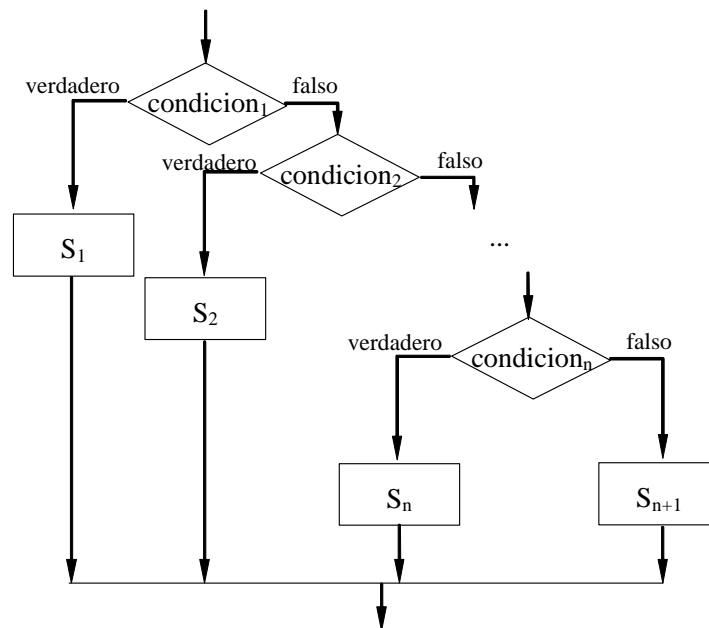 verdadero
falso
condicion₁
verdadero
falso
condicion₂
S₁
...
S₂
verdadero
falso
condicionₙ
Sₙ
Sₙ₊₁